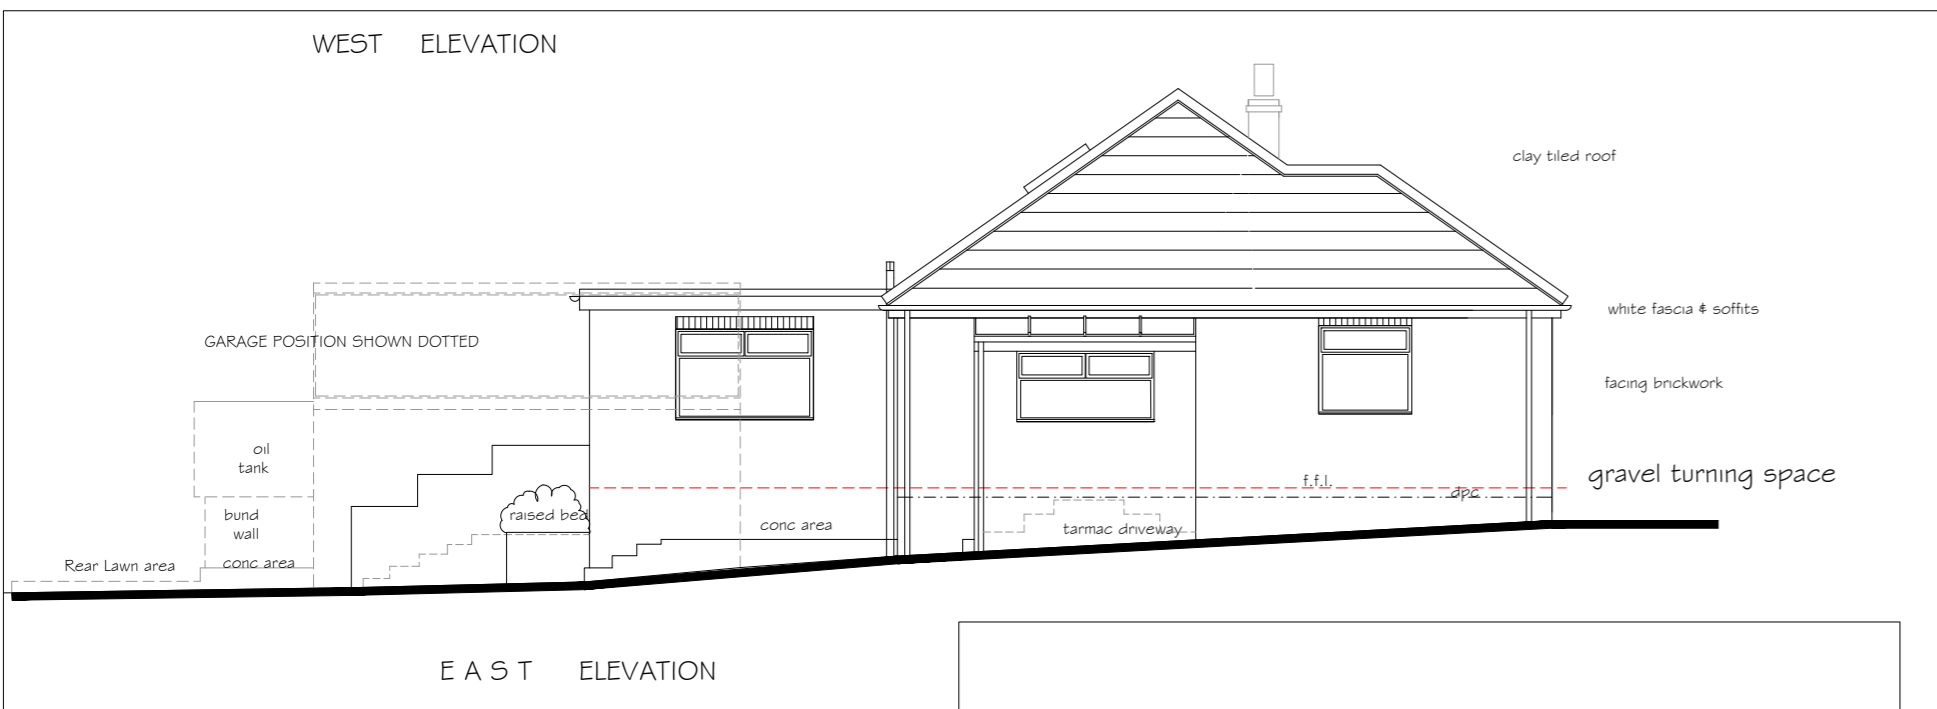 WEST ELEVATION
clay tiled roof
white fascia & soffits
GARAGE POSITION SHOWN DOTTED
facing brickwork
oil
tank
gravel turning space
f.f.l.
dpc
bund
wall
raised bed
conc area
tarmac driveway
Rear Lawn area
conc area
EAST ELEVATION